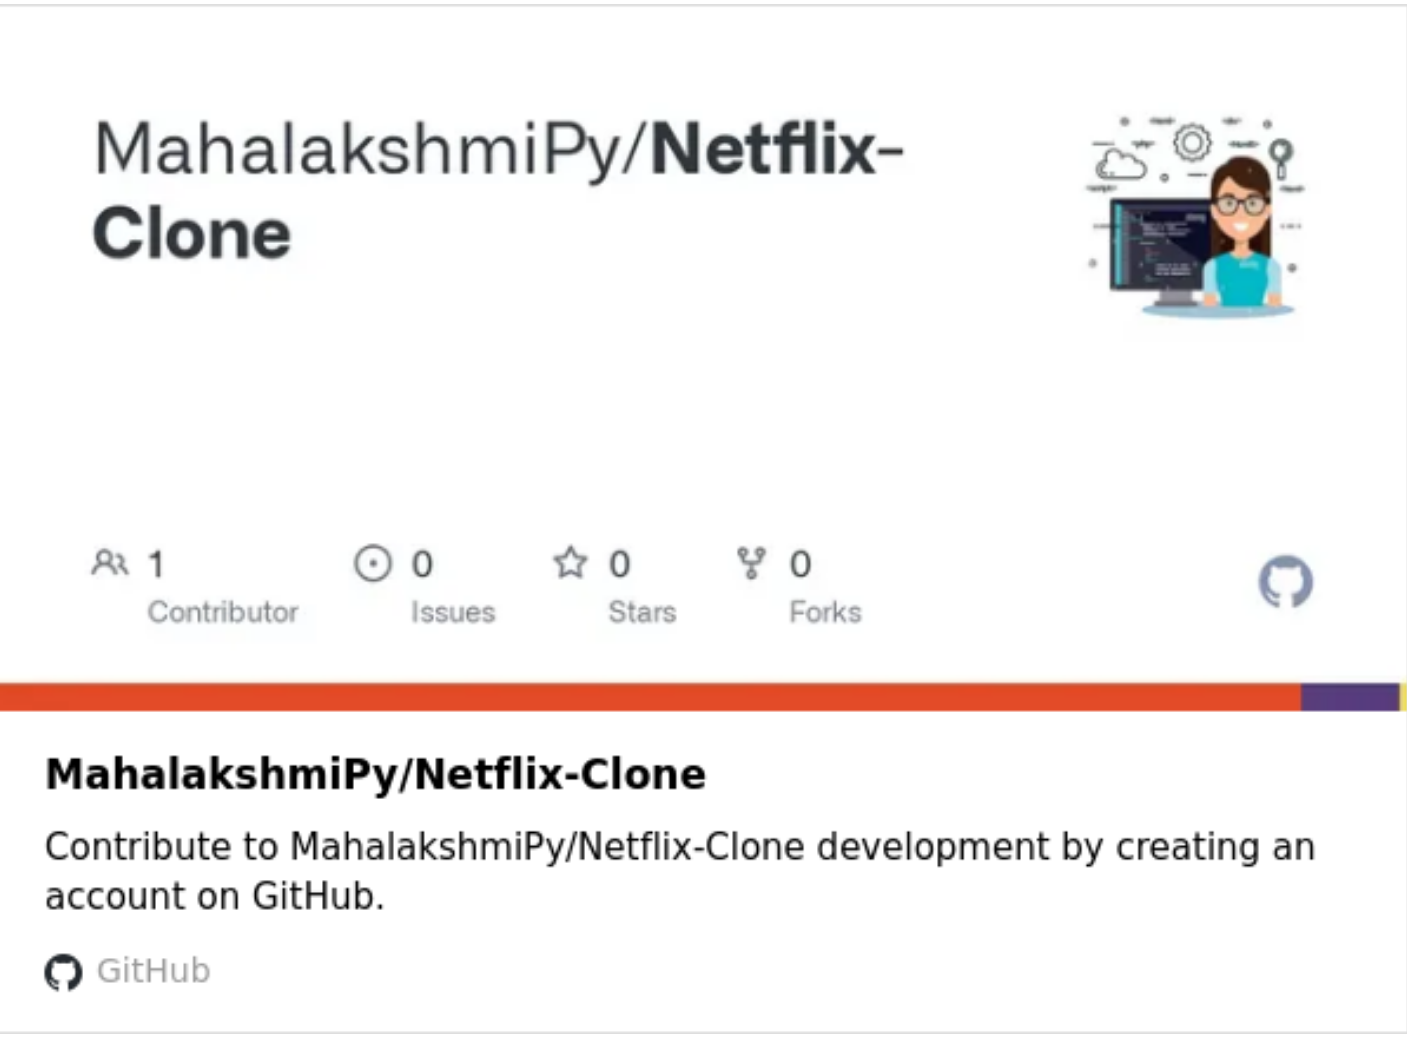 MahalakshmiPy/Netflix-
Clone
1 0 0 0
Contributor Issues Stars Forks
MahalakshmiPy/Netflix-Clone
Contribute to MahalakshmiPy/Netflix-Clone development by creating an
account on GitHub.
GitHub